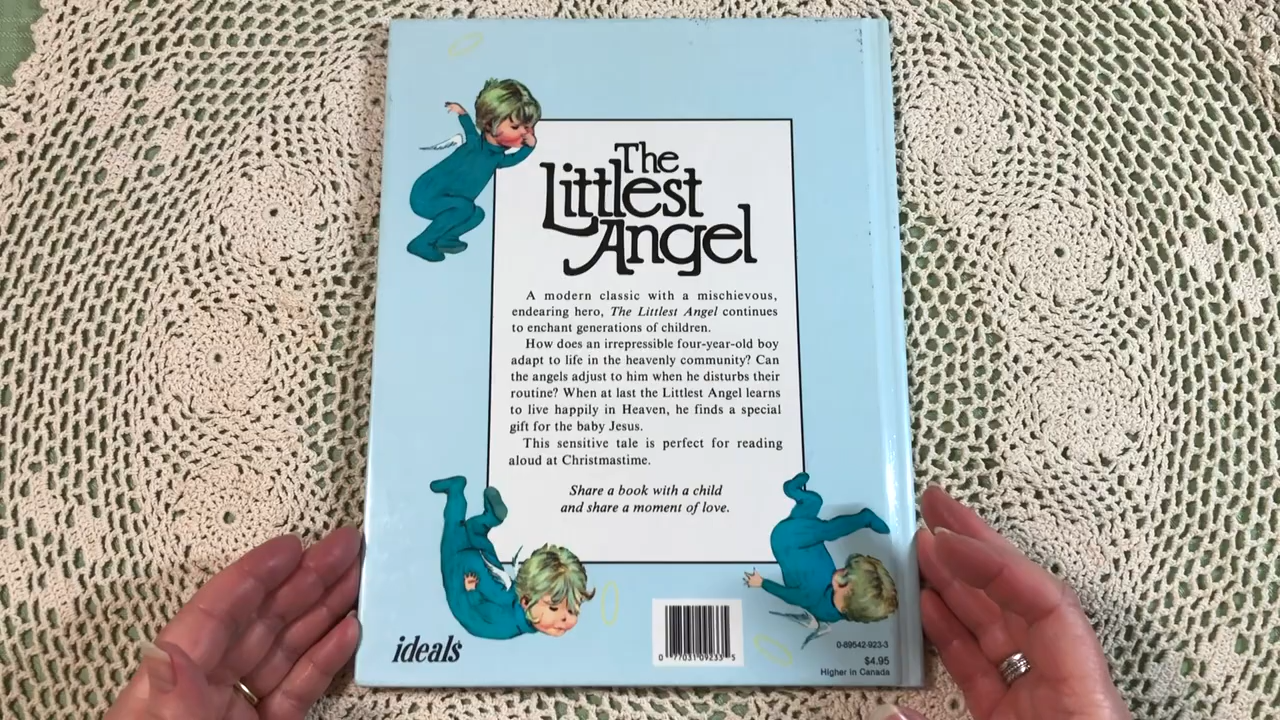 The
Littlest
Angel
A modern classic with a mischievous,
endearing hero, The Littlest Angel continues
to enchant generations of children.
How does an irrepressible four-year-old boy
adapt to life in the heavenly community? Can
the angels adjust to him when he disturbs their
routine? When at last the Littlest Angel learns
to live happily in Heaven, he finds a special
gift for the baby Jesus.
This sensitive tale is perfect for reading
aloud at Christmastime.
Share a book with a child
and share a moment of love.
ideals
0 77031 09233 5
0-89542-923-3
$4.95
Higher in Canada